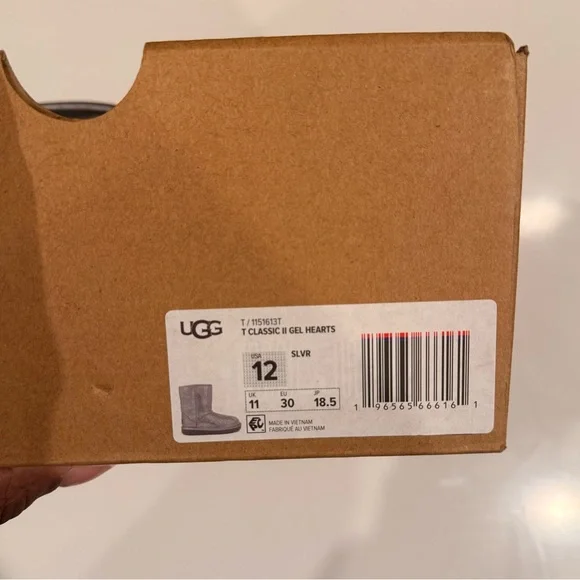 UGG
T / 1151613T
T CLASSIC II GEL HEARTS
USA
12
SLVR
UK EU JP
11 30 18.5
MADE IN VIETNAM
FABRIQUÉ AU VIETNAM
1 96565 66616 1